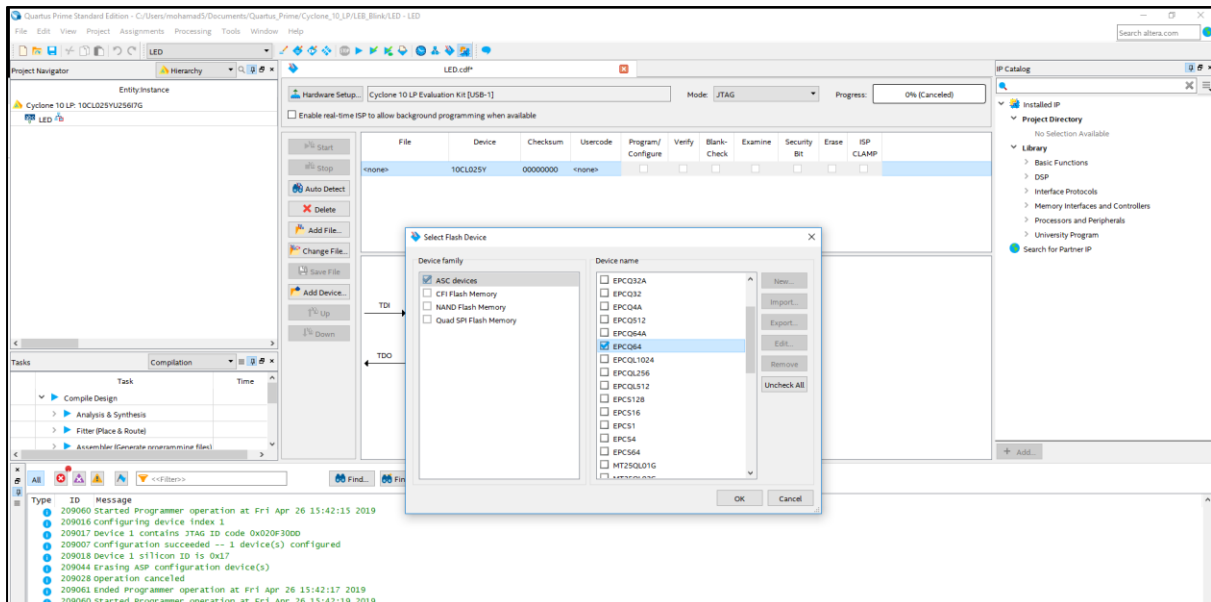 Quartus Prime Standard Edition - C:/Users/mohamad5/Documents/Quartus_Prime/Cyclone_10_LP/LEB_Blink/LED - LED
File Edit View Project Assignments Processing Tools Window Help
Search altera.com
LED
Project Navigator
Hierarchy
LED.cdf*
IP Catalog
Entity:Instance
Cyclone 10 LP: 10CL025YU256I7G
LED
Hardware Setup...
Cyclone 10 LP Evaluation Kit [USB-1]
Mode: JTAG
Progress: 0% (Canceled)
Enable real-time ISP to allow background programming when available
Start
Stop
Auto Detect
Delete
Add File...
Change File...
Save File
Add Device...
Up
Down
File Device Checksum Usercode Program/ Verify Blank- Examine Security Erase ISP
Configure Check Bit CLAMP
<none> 10CL025Y 00000000 <none>
TDI
TDO
Installed IP
Project Directory
No Selection Available
Library
Basic Functions
DSP
Interface Protocols
Memory Interfaces and Controllers
Processors and Peripherals
University Program
Search for Partner IP
+ Add...
Select Flash Device
Device family
ASC devices
CFI Flash Memory
NAND Flash Memory
Quad SPI Flash Memory
Device name
EPCQ32A
EPCQ32
EPCQ4A
EPCQ512
EPCQ64A
EPCQ64
EPCQL1024
EPCQL256
EPCQL512
EPCS128
EPCS16
EPCS1
EPCS4
EPCS64
MT25QL01G
New...
Import...
Export...
Edit...
Remove
Uncheck All
OK
Cancel
Tasks
Compilation
Task Time
Compile Design
Analysis & Synthesis
Fitter (Place & Route)
Assembler (Generate programming files)
All
<<Filter>>
Find...
Type ID Message
209060 Started Programmer operation at Fri Apr 26 15:42:15 2019
209016 Configuring device index 1
209017 Device 1 contains JTAG ID code 0x020F30DD
209007 Configuration succeeded -- 1 device(s) configured
209018 Device 1 silicon ID is 0x17
209044 Erasing ASP configuration device(s)
209028 Operation canceled
209061 Ended Programmer operation at Fri Apr 26 15:42:17 2019
209060 Started Programmer operation at Fri Apr 26 15:42:19 2019